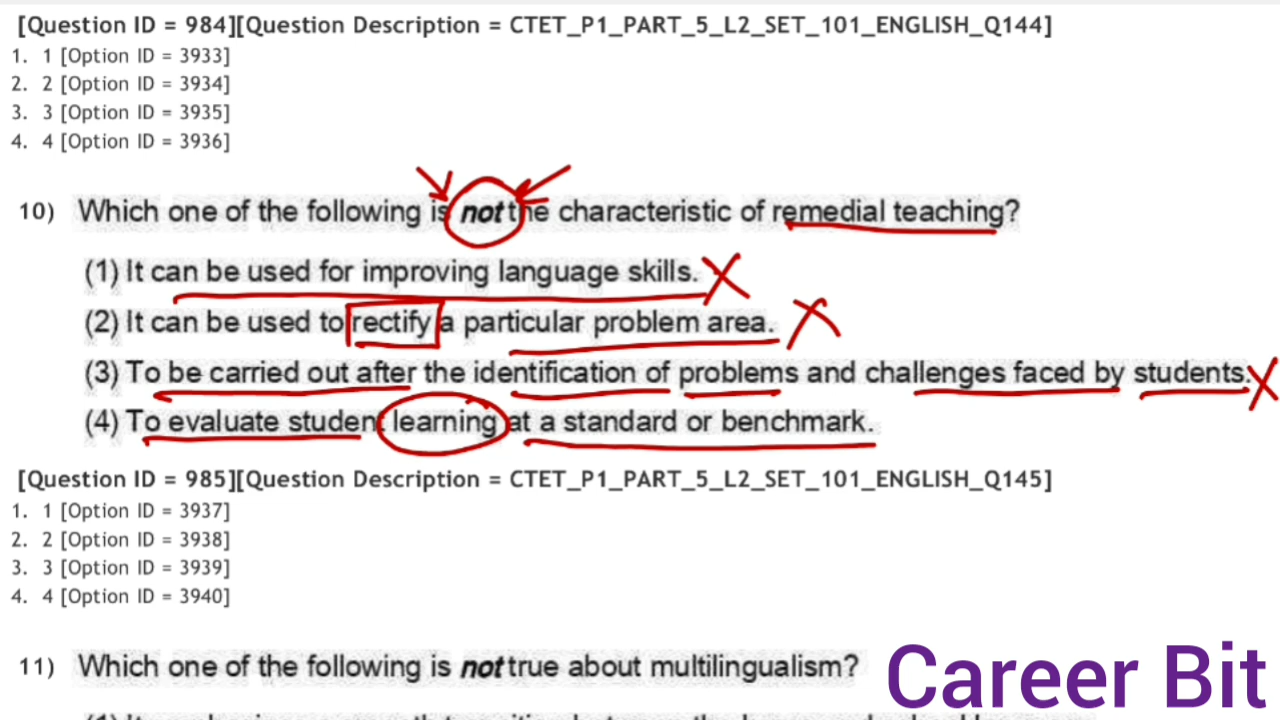 [Question ID = 984][Question Description = CTET_P1_PART_5_L2_SET_101_ENGLISH_Q144]
1. 1 [Option ID = 3933]
2. 2 [Option ID = 3934]
3. 3 [Option ID = 3935]
4. 4 [Option ID = 3936]
10) Which one of the following is not the characteristic of remedial teaching?
(1) It can be used for improving language skills.
(2) It can be used to rectify a particular problem area.
(3) To be carried out after the identification of problems and challenges faced by students.
(4) To evaluate student learning at a standard or benchmark.
[Question ID = 985][Question Description = CTET_P1_PART_5_L2_SET_101_ENGLISH_Q145]
1. 1 [Option ID = 3937]
2. 2 [Option ID = 3938]
3. 3 [Option ID = 3939]
4. 4 [Option ID = 3940]
11) Which one of the following is not true about multilingualism?
Career Bit